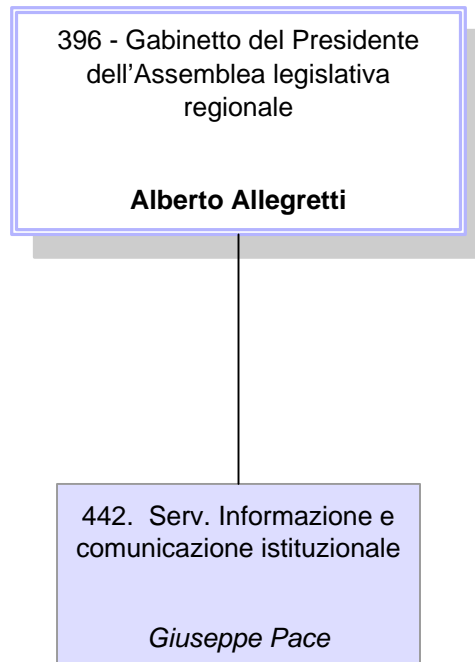 396 - Gabinetto del Presidente
dell'Assemblea legislativa
regionale
Alberto Allegretti
442. Serv. Informazione e
comunicazione istituzionale
Giuseppe Pace